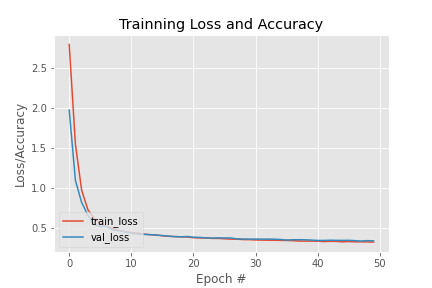 Trainning Loss and Accuracy
Loss/Accuracy
2.5
2.0
1.5
1.0
0.5
train_loss
val_loss
0 10 20 30 40 50
Epoch #